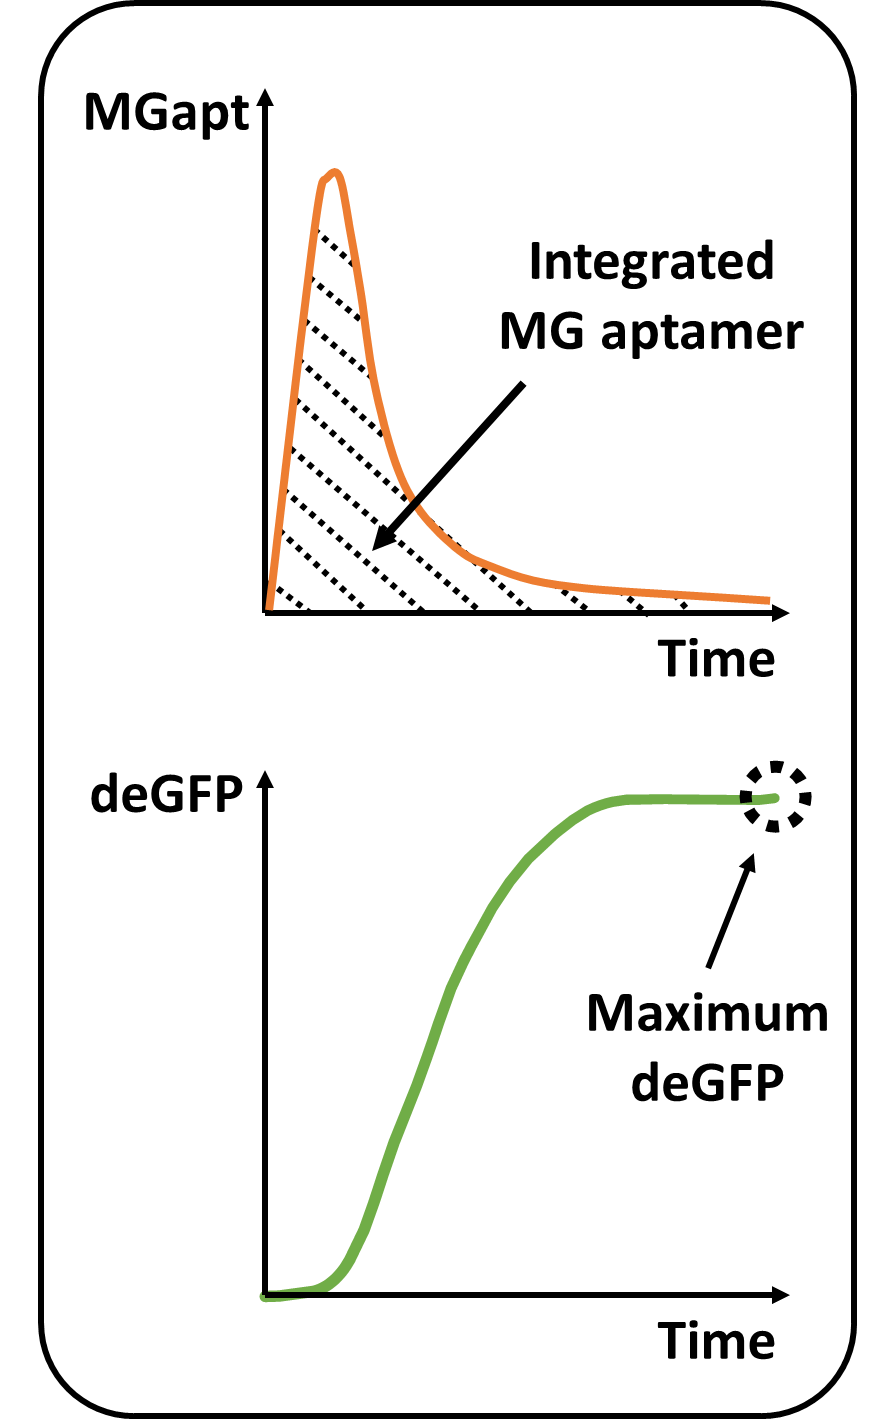 MGapt
Integrated
MG aptamer
Time
deGFP
Maximum
deGFP
Time